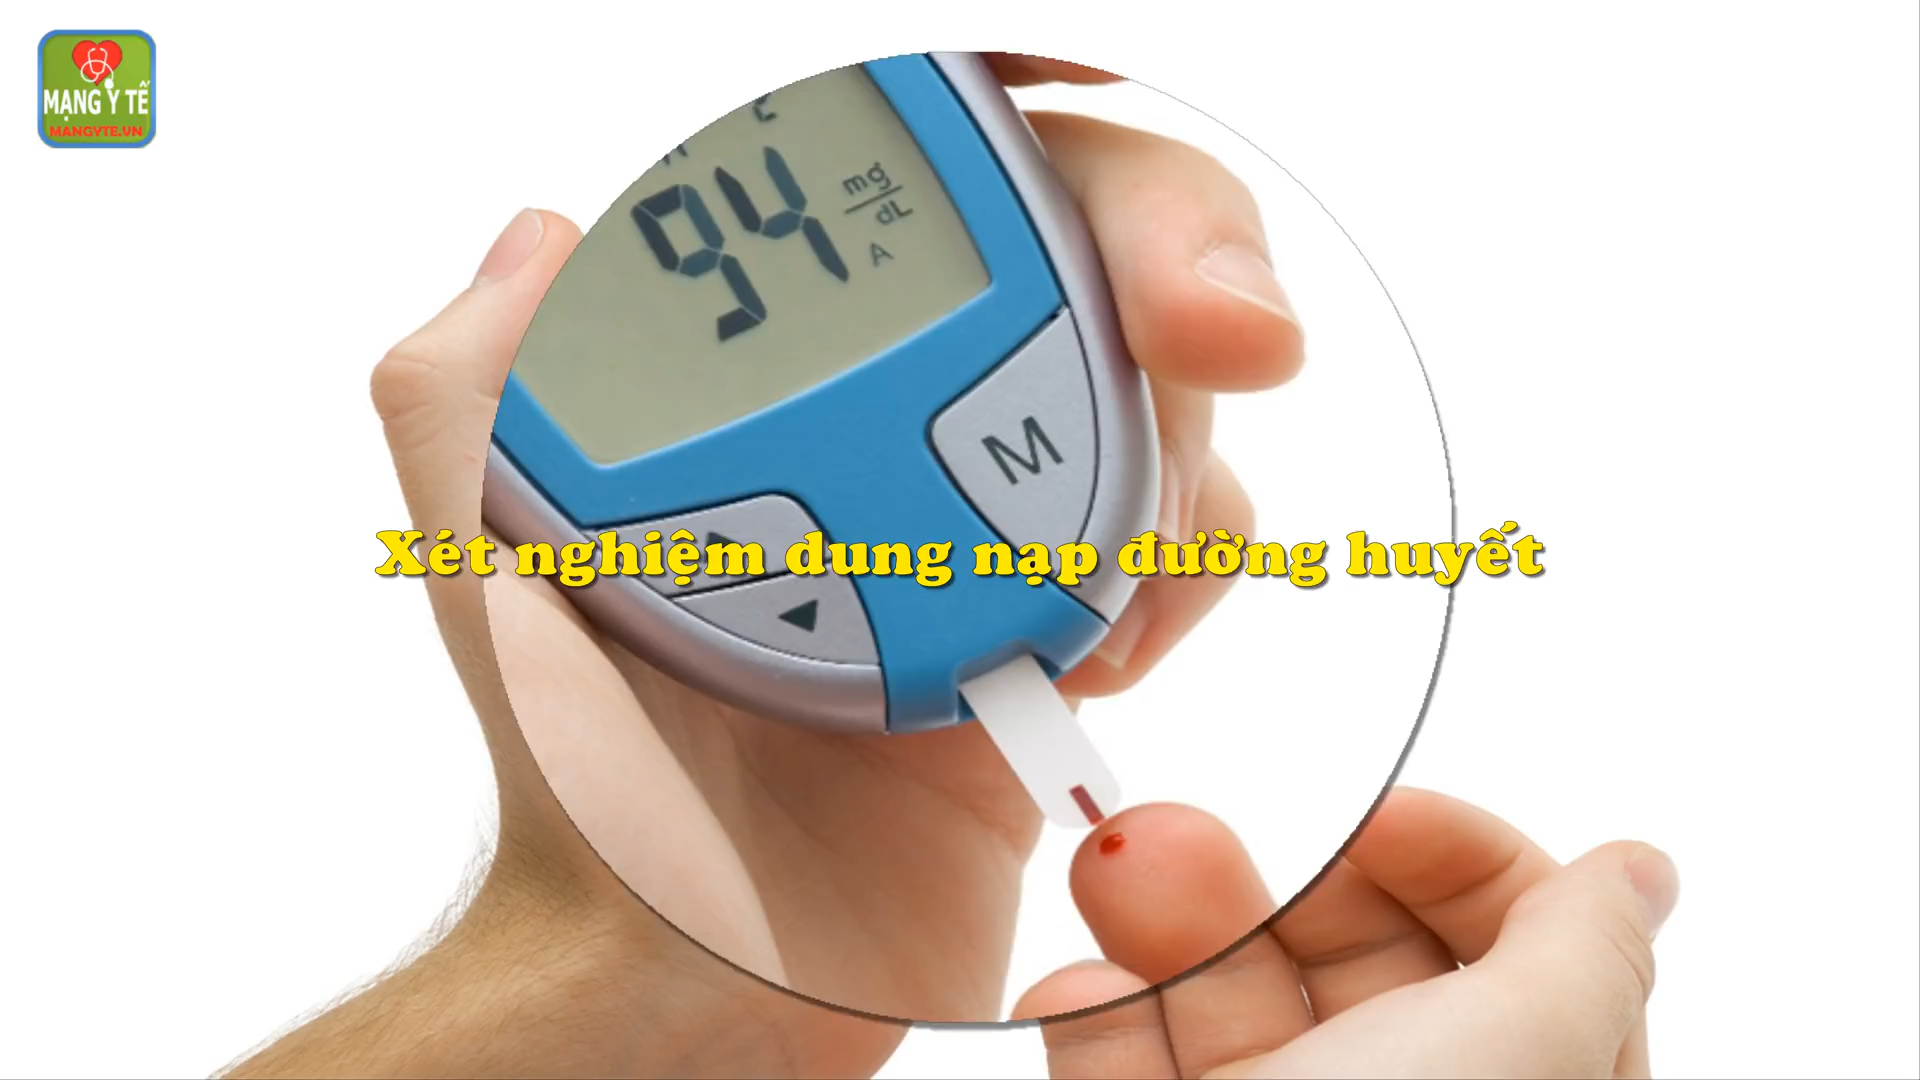 MẠNG Y TẾ
MANGYTE.VN
94
mg
dL
A
M
Xét nghiệm dung nạp đường huyết